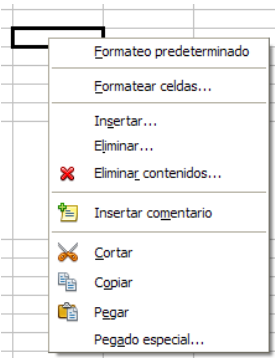 Formateo predeterminado
Formatear celdas...
Insertar...
Eliminar...
Eliminar contenidos...
Insertar comentario
Cortar
Copiar
Pegar
Pegado especial...